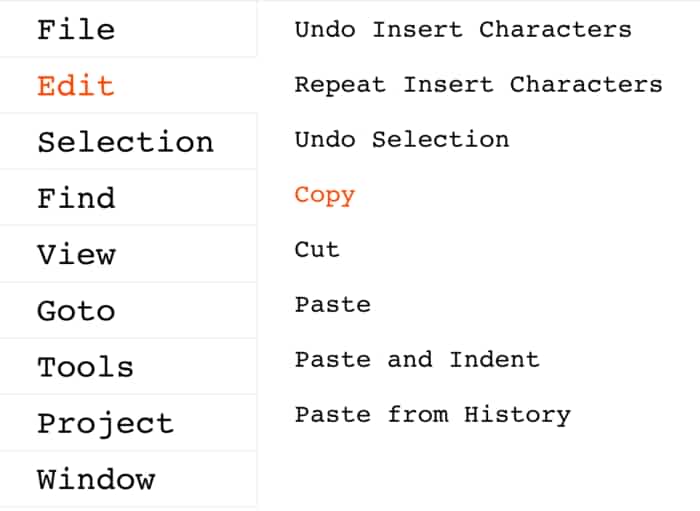 File
Edit
Selection
Find
View
Goto
Tools
Project
Window
Undo Insert Characters
Repeat Insert Characters
Undo Selection
Copy
Cut
Paste
Paste and Indent
Paste from History